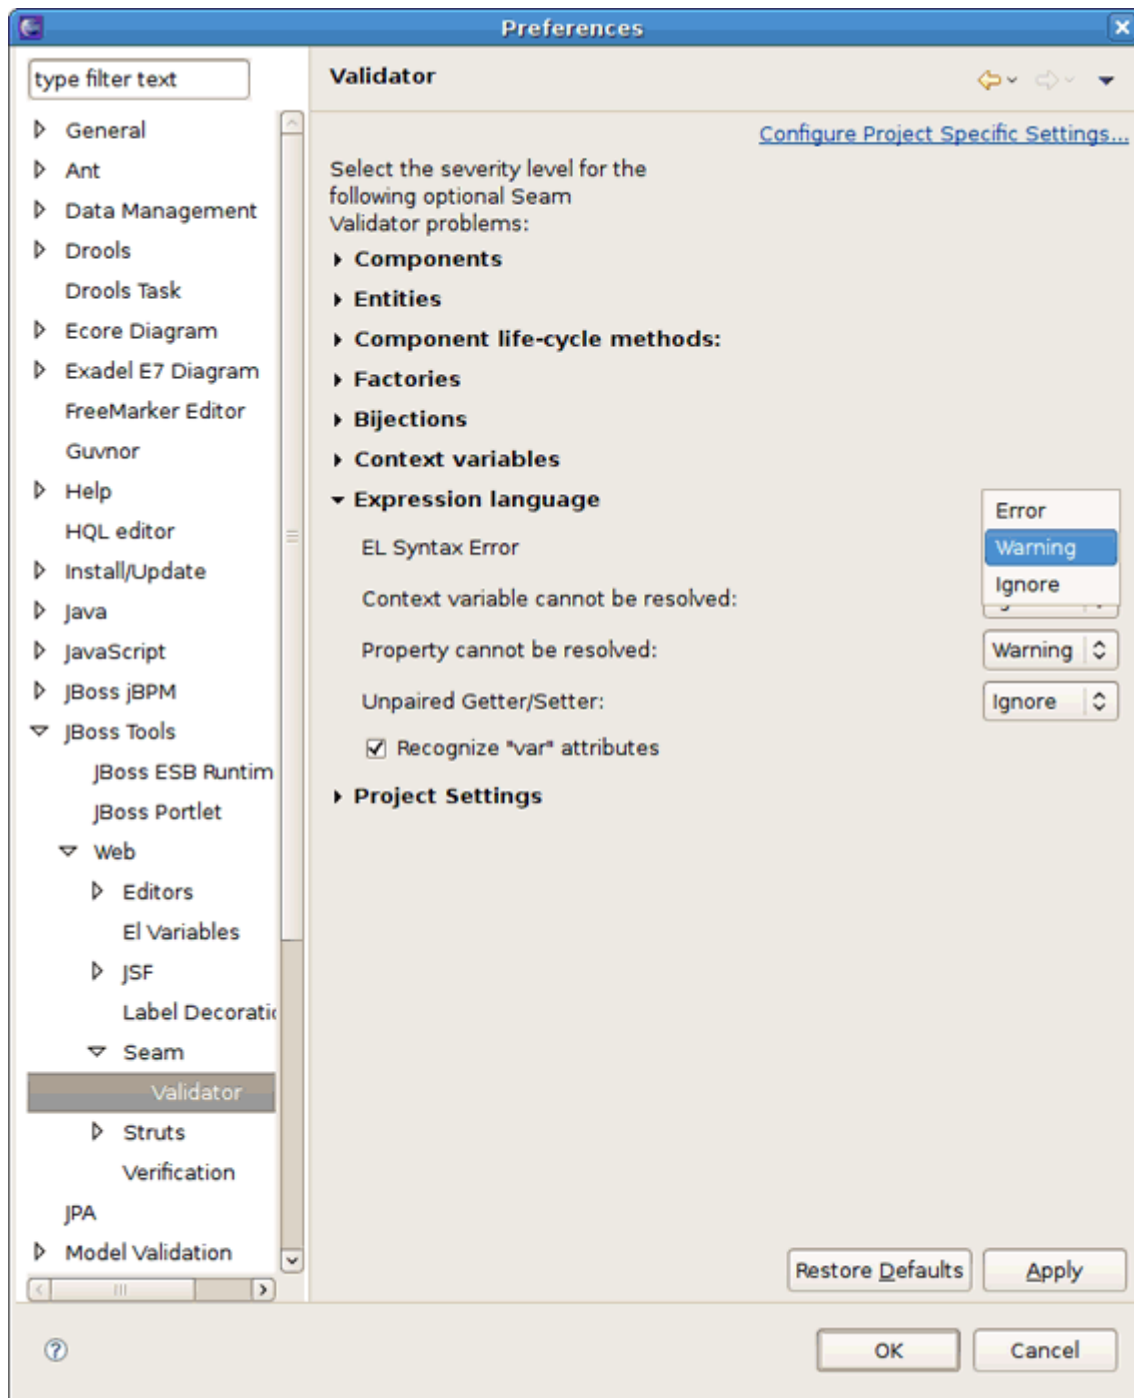 Preferences
type filter text
General
Ant
Data Management
Drools
Drools Task
Ecore Diagram
Exadel E7 Diagram
FreeMarker Editor
Guvnor
Help
HQL editor
Install/Update
Java
JavaScript
JBoss jBPM
JBoss Tools
JBoss ESB Runtim
JBoss Portlet
Web
Editors
El Variables
JSF
Label Decoratio
Seam
Validator
Struts
Verification
JPA
Model Validation
Validator
Configure Project Specific Settings...
Select the severity level for the
following optional Seam
Validator problems:
Components
Entities
Component life-cycle methods:
Factories
Bijections
Context variables
Expression language
EL Syntax Error
Error
Warning
Ignore
Context variable cannot be resolved:
Property cannot be resolved: Warning
Unpaired Getter/Setter: Ignore
Recognize "var" attributes
Project Settings
Restore Defaults Apply
? OK Cancel